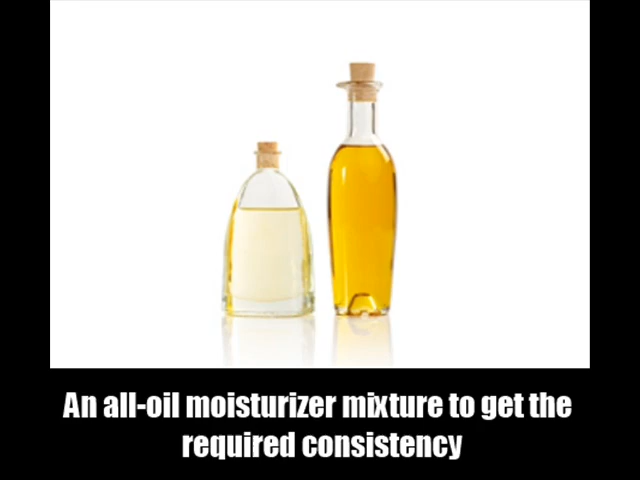 An all-oil moisturizer mixture to get the
required consistency